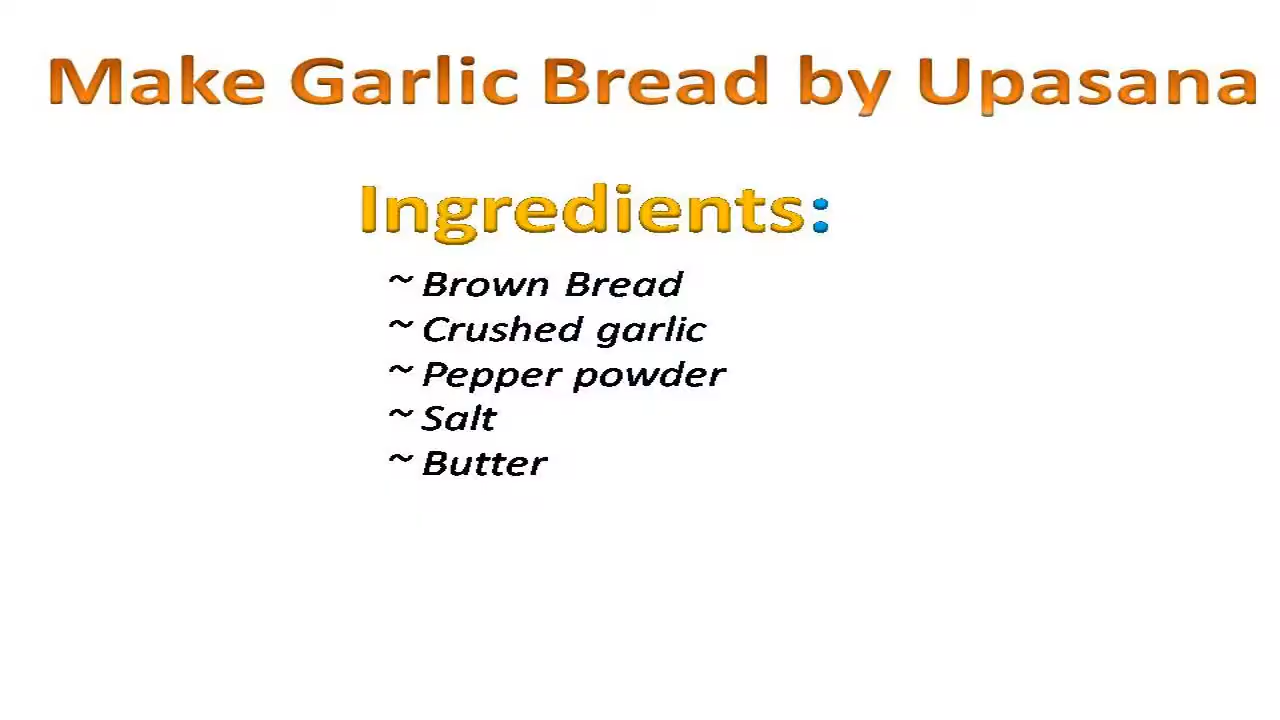 Make Garlic Bread by Upasana
Ingredients:
~ Brown Bread
~ Crushed garlic
~ Pepper powder
~ Salt
~ Butter